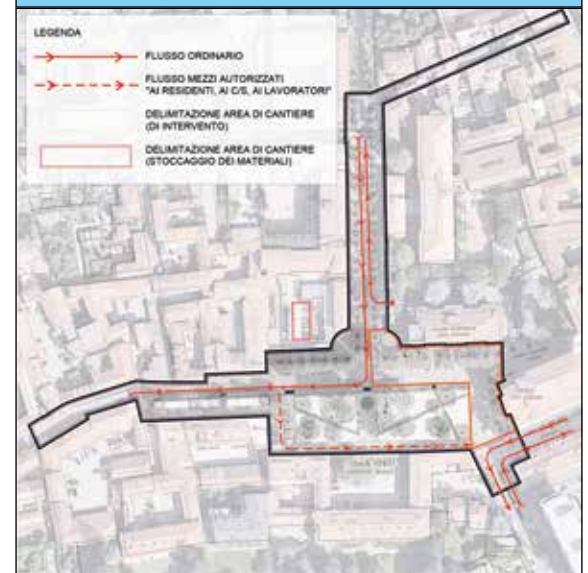 LEGENDA
FLUSSO ORDINARIO
FLUSSO MEZZI AUTORIZZATI
"AI RESIDENTI, AI C/S, AI LAVORATORI"
DELIMITAZIONE AREA DI CANTIERE
(DI INTERVENTO)
DELIMITAZIONE AREA DI CANTIERE
(STOCCAGGIO DEI MATERIALI)